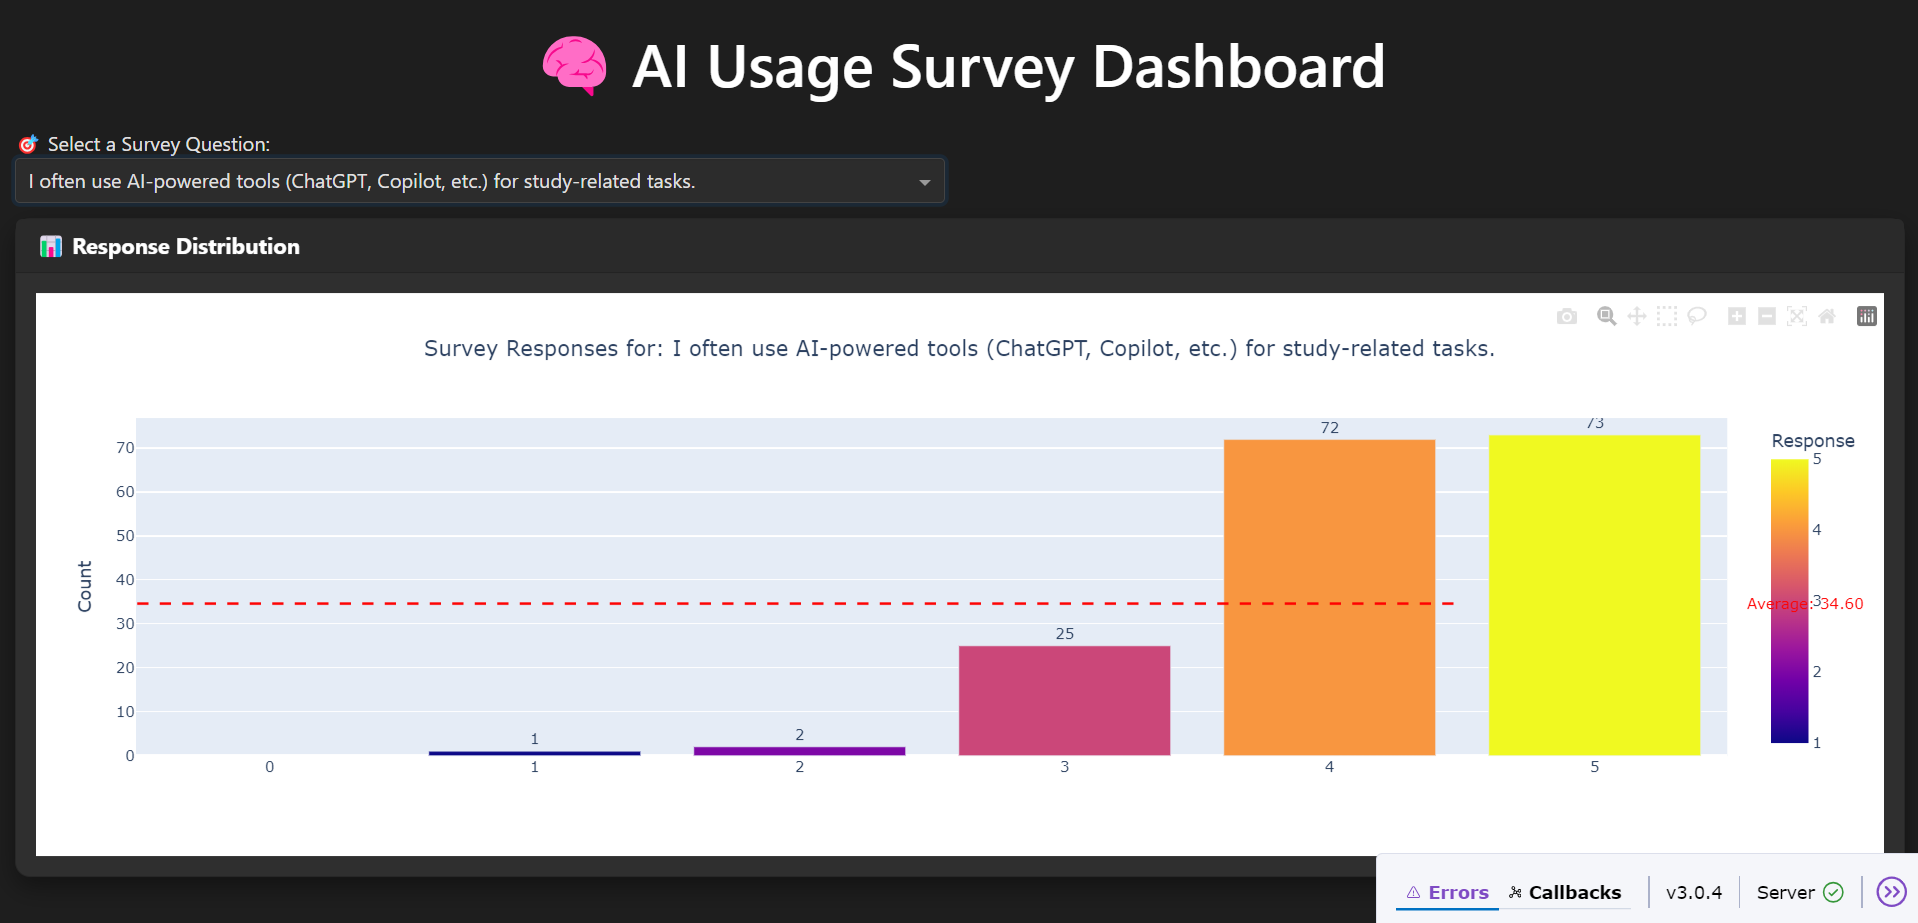 AI Usage Survey Dashboard
Select a Survey Question:
I often use AI-powered tools (ChatGPT, Copilot, etc.) for study-related tasks.
Response Distribution
Survey Responses for: I often use AI-powered tools (ChatGPT, Copilot, etc.) for study-related tasks.
Count
70
60
50
40
30
20
10
0
1
2
25
72
73
0
1
2
3
4
5
Response
5
4
3
2
1
Average: 34.60
Errors
Callbacks
v3.0.4
Server